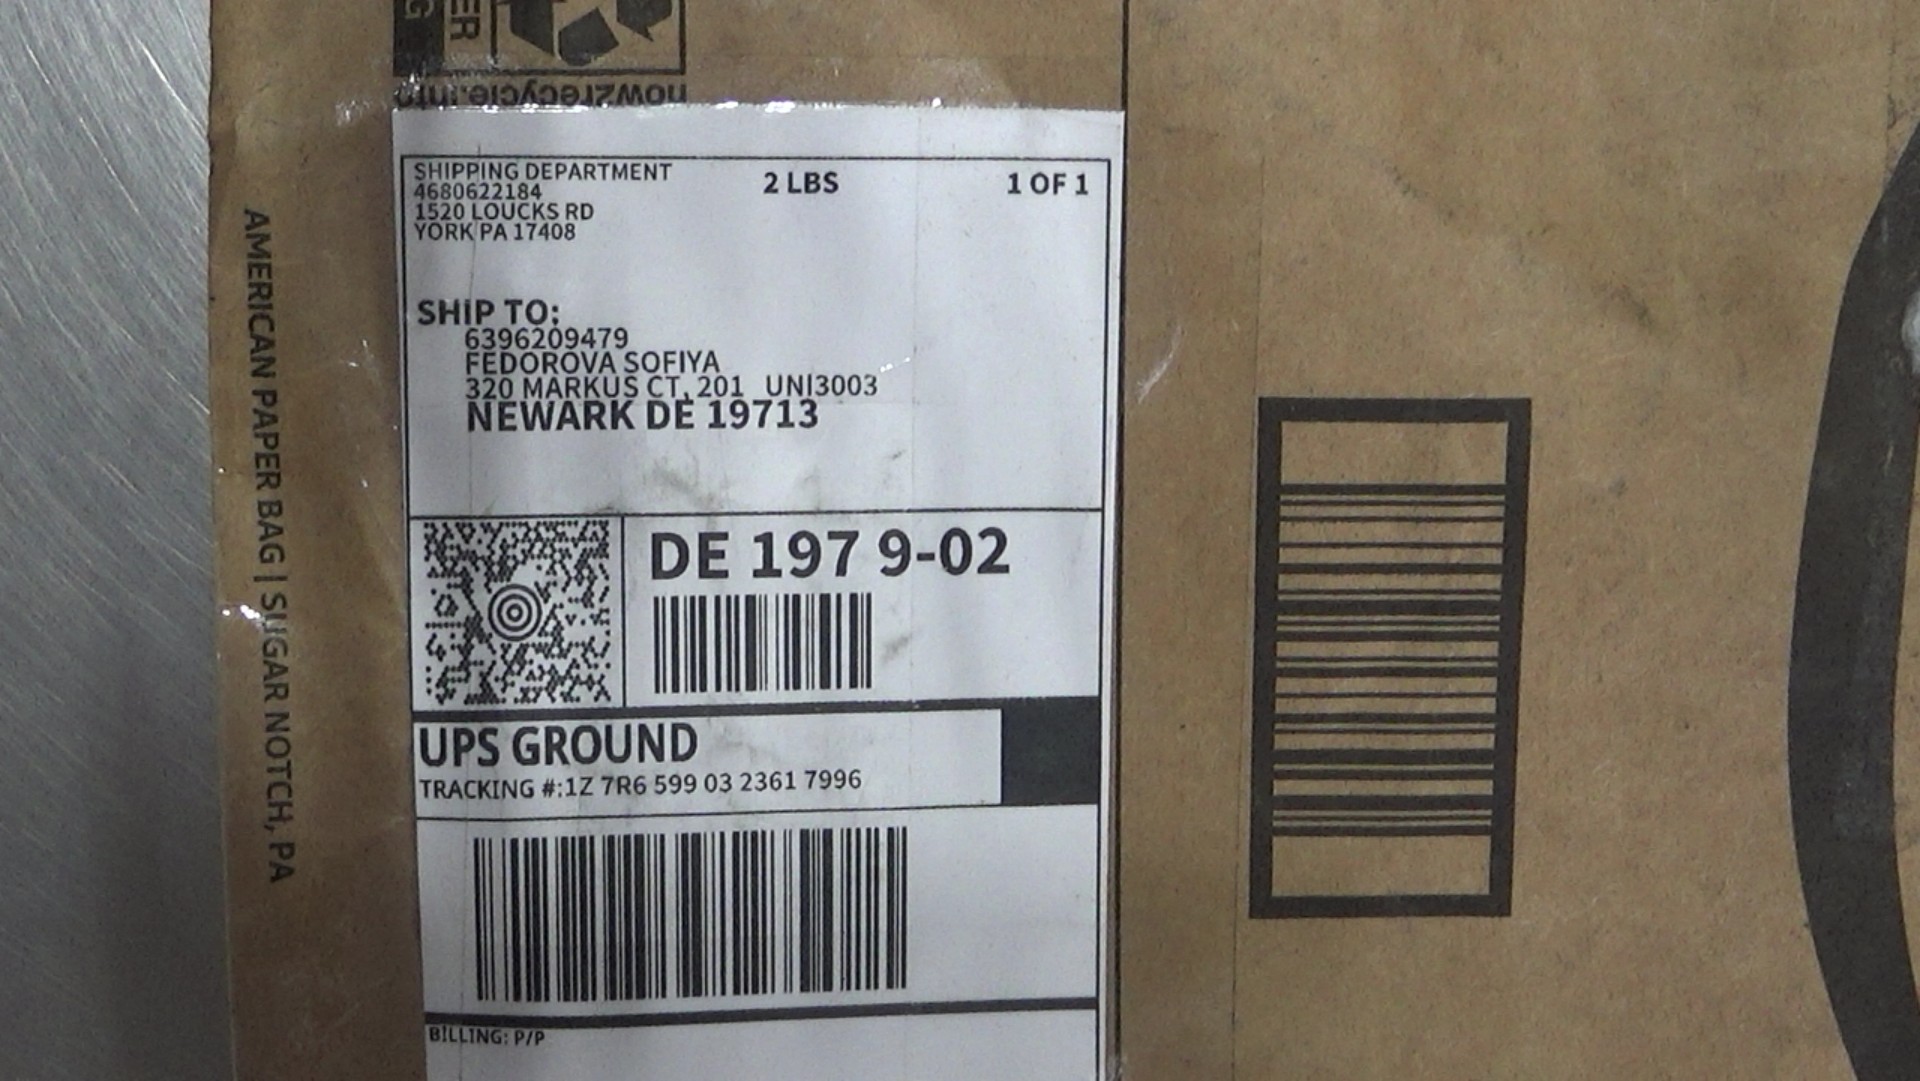 G
ER
how2recycle.info
SHIPPING DEPARTMENT
4680622184
1520 LOUCKS RD
YORK PA 17408
2 LBS
1 OF 1
SHIP TO:
6396209479
FEDOROVA SOFIYA
320 MARKUS CT, 201 UNI3003
NEWARK DE 19713
DE 197 9-02
UPS GROUND
TRACKING #:1Z 7R6 599 03 2361 7996
BILLING: P/P
AMERICAN PAPER BAG | SUGAR NOTCH, PA